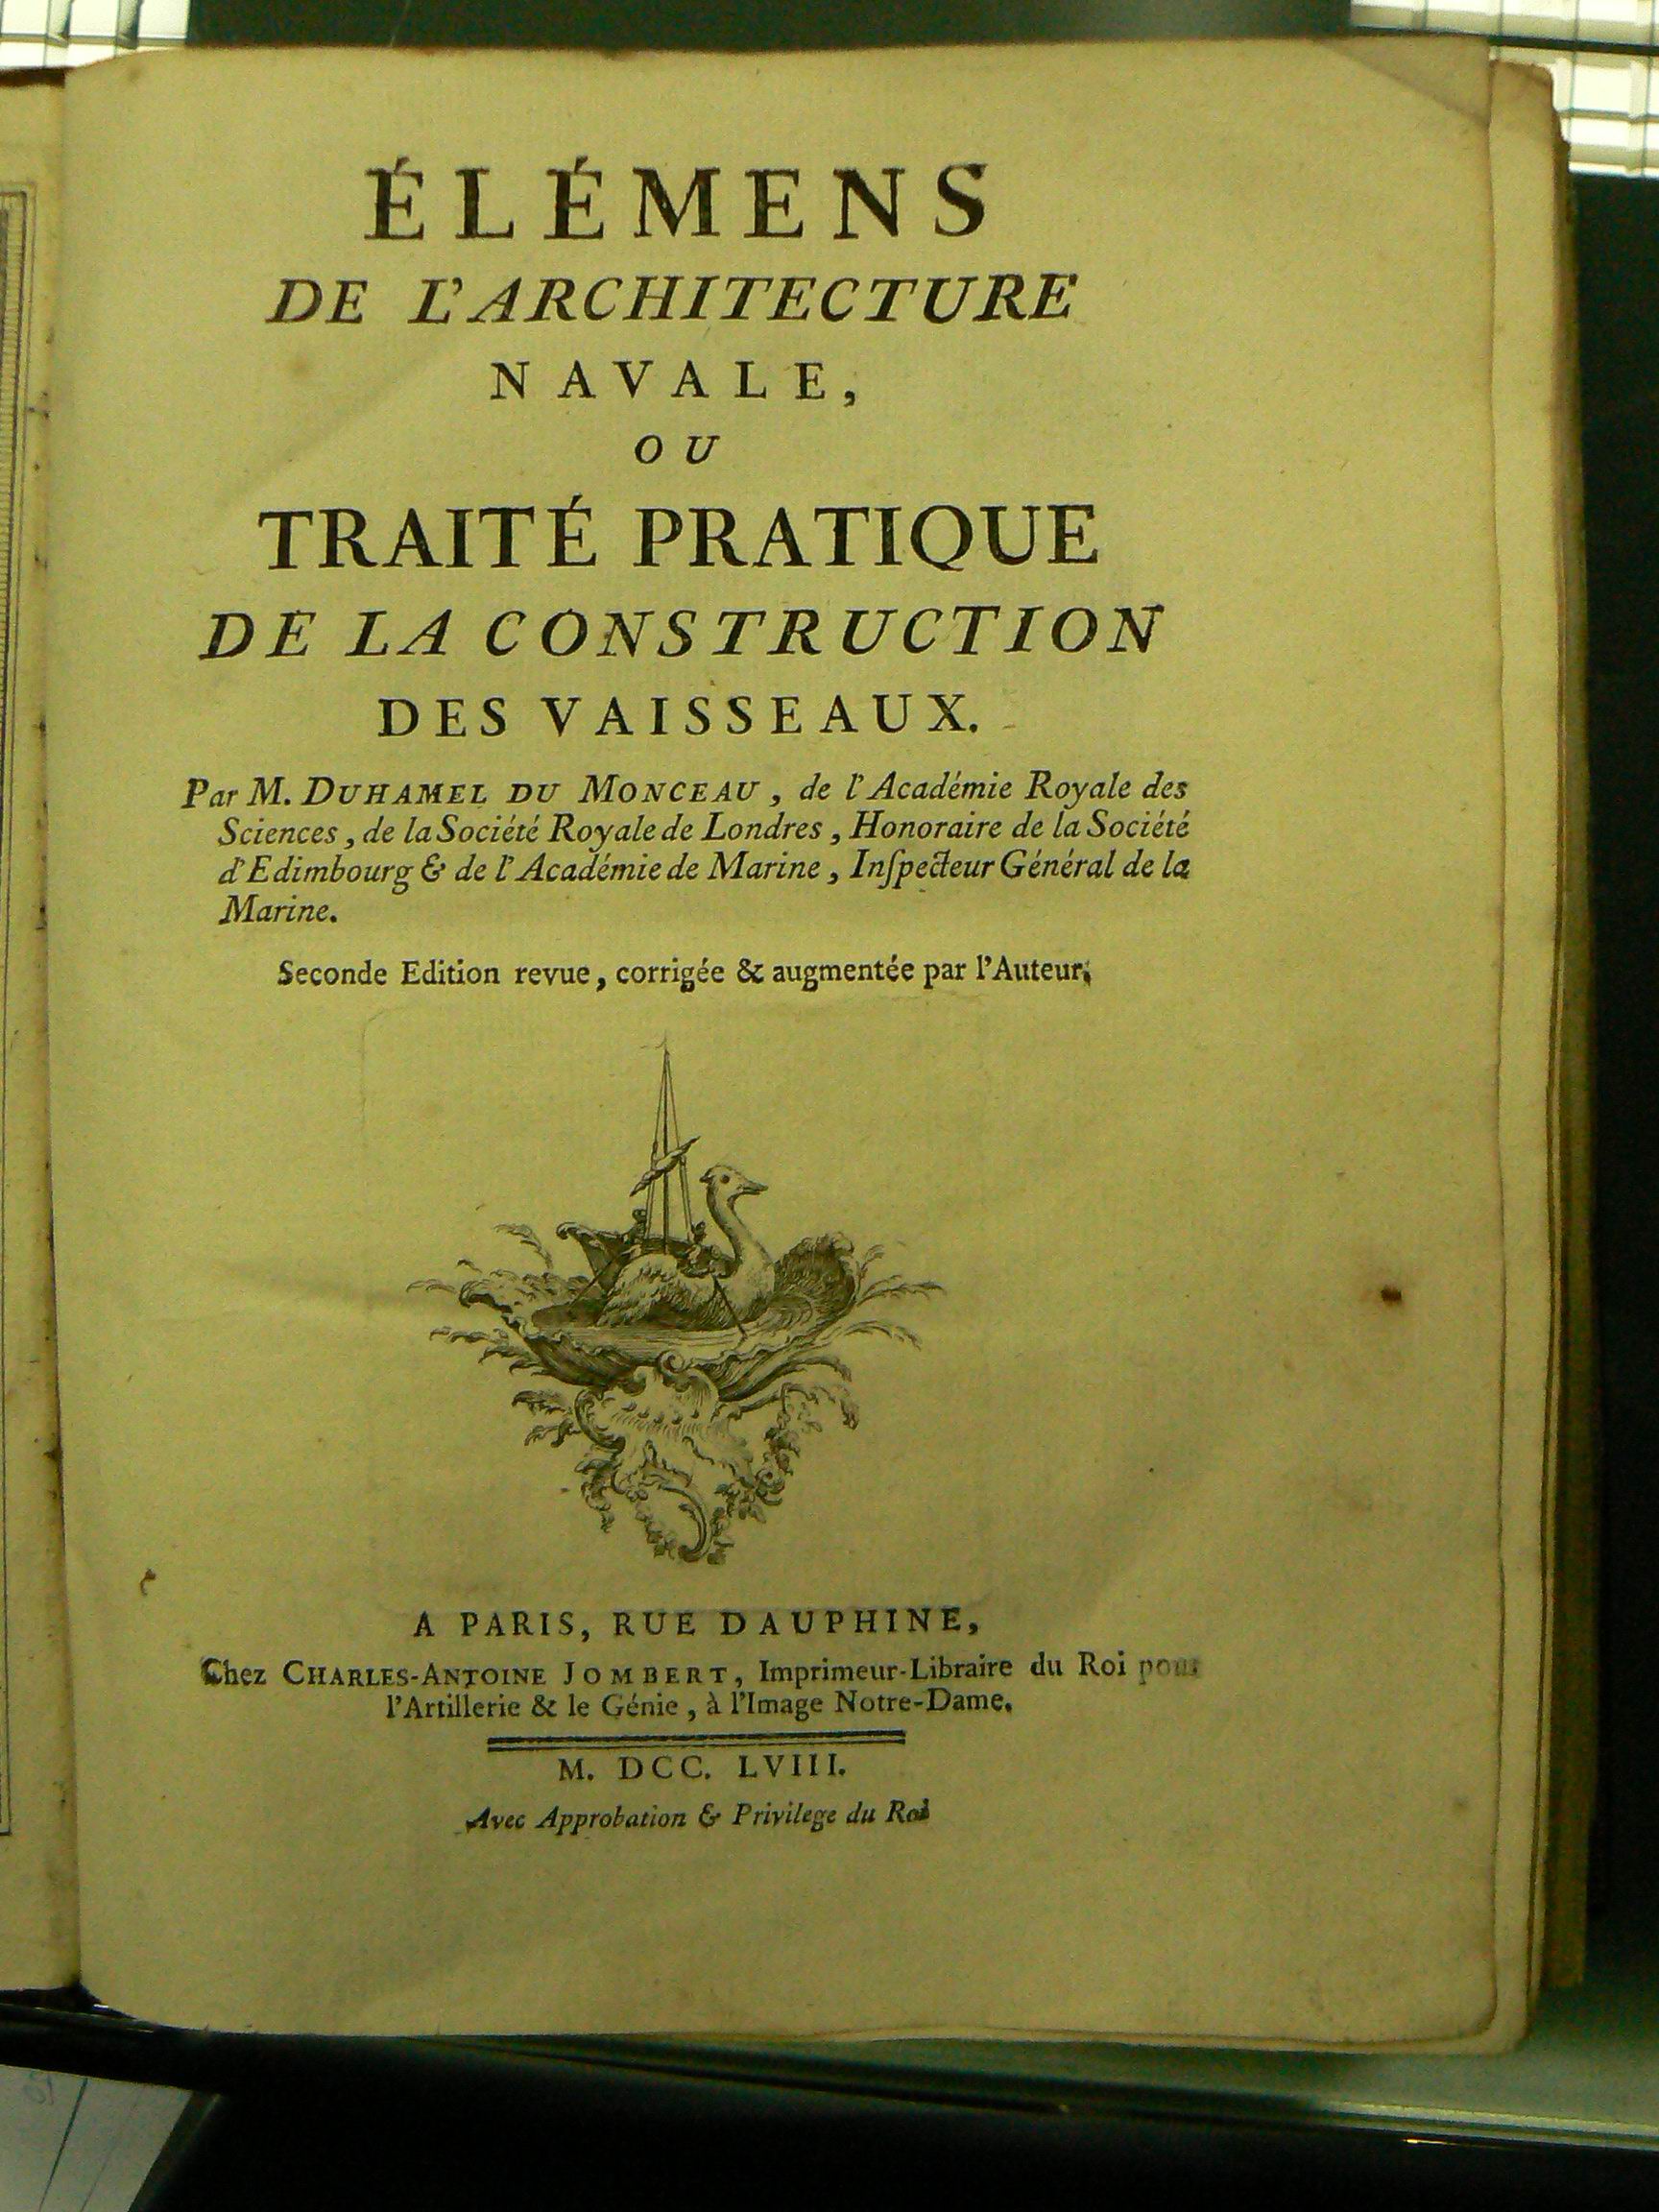 ÉLÉMENS
DE L'ARCHITECTURE
NAVALE,
OU
TRAITÉ PRATIQUE
DE LA CONSTRUCTION
DES VAISSEAUX.
Par M. DUHAMEL DU MONCEAU, de l'Académie Royale des
Sciences, de la Société Royale de Londres, Honoraire de la Société
d'Edimbourg & de l'Académie de Marine, Inſpecteur Général de la
Marine.
Seconde Edition revue, corrigée & augmentée par l'Auteur.
A PARIS, RUE DAUPHINE,
Chez CHARLES-ANTOINE JOMBERT, Imprimeur-Libraire du Roi pour
l'Artillerie & le Génie, à l'Image Notre-Dame.
M. DCC. LVIII.
Avec Approbation & Privilege du Roi